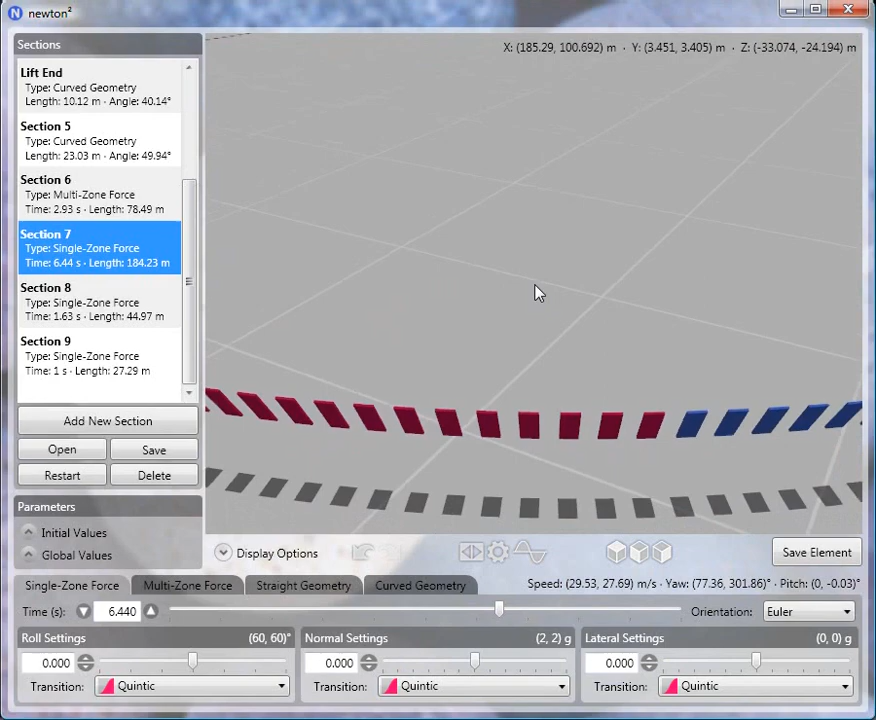 newton²
Sections
X: (185.29, 100.692) m · Y: (3.451, 3.405) m · Z: (-33.074, -24.194) m
Lift End
Type: Curved Geometry
Length: 10.12 m · Angle: 40.14°
Section 5
Type: Curved Geometry
Length: 23.03 m · Angle: 49.94°
Section 6
Type: Multi-Zone Force
Time: 2.93 s · Length: 78.49 m
Section 7
Type: Single-Zone Force
Time: 6.44 s · Length: 184.23 m
Section 8
Type: Single-Zone Force
Time: 1.63 s · Length: 44.97 m
Section 9
Type: Single-Zone Force
Time: 1 s · Length: 27.29 m
Add New Section
Open Save
Restart Delete
Parameters
Initial Values
Global Values
Display Options
Save Element
Single-Zone Force Multi-Zone Force Straight Geometry Curved Geometry
Speed: (29.53, 27.69) m/s · Yaw: (77.36, 301.86)° · Pitch: (0, -0.03)°
Time (s): 6.440 Orientation: Euler
Roll Settings (60, 60)° Normal Settings (2, 2) g Lateral Settings (0, 0) g
0.000 0.000 0.000
Transition: Quintic Transition: Quintic Transition: Quintic